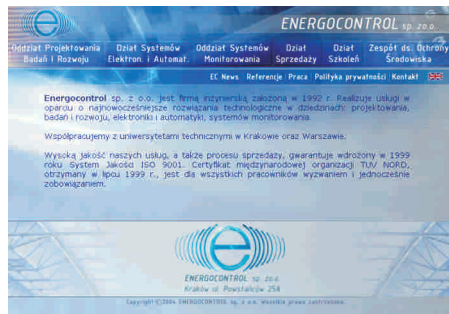 ENERGOCONTROL sp. zo.o.
Oddział Projektowania Badań I Rozwoju
Dział Systemów Elektron. i Automat.
Oddział Systemów Monitorowania
Dział Sprzedaży
Dział Szkoleń
Zespół ds. Ochrony Środowiska
EC News Referencje Praca Polityka prywatności Kontakt
Energocontrol sp. z o.o. jest firmą inżynierską założoną w 1992 r. Realizuje usługi w
oparciu o najnowocześniejsze rozwiązania technologiczne w dziedzinach: projektowania,
badań i rozwoju, elektroniki i automatyki, systemów monitorowania.
Współpracujemy z uniwersytetami technicznymi w Krakowie oraz Warszawie.
Wysoką jakość naszych usług, a także procesu sprzedaży, gwarantuje wdrożony w 1999
roku System Jakości ISO 9001. Certyfikat międzynarodowej organizacji TUV NORD,
otrzymany w lipcu 1999 r., jest dla wszystkich pracowników wyzwaniem i jednocześnie
zobowiązaniem.
ENERGOCONTROL sp. zo.o.
Kraków ul. Powstańców 25A
Copyright (C)2004 ENERGOCONTROL sp. z o.o. Wszelkie prawa zastrzeżone.